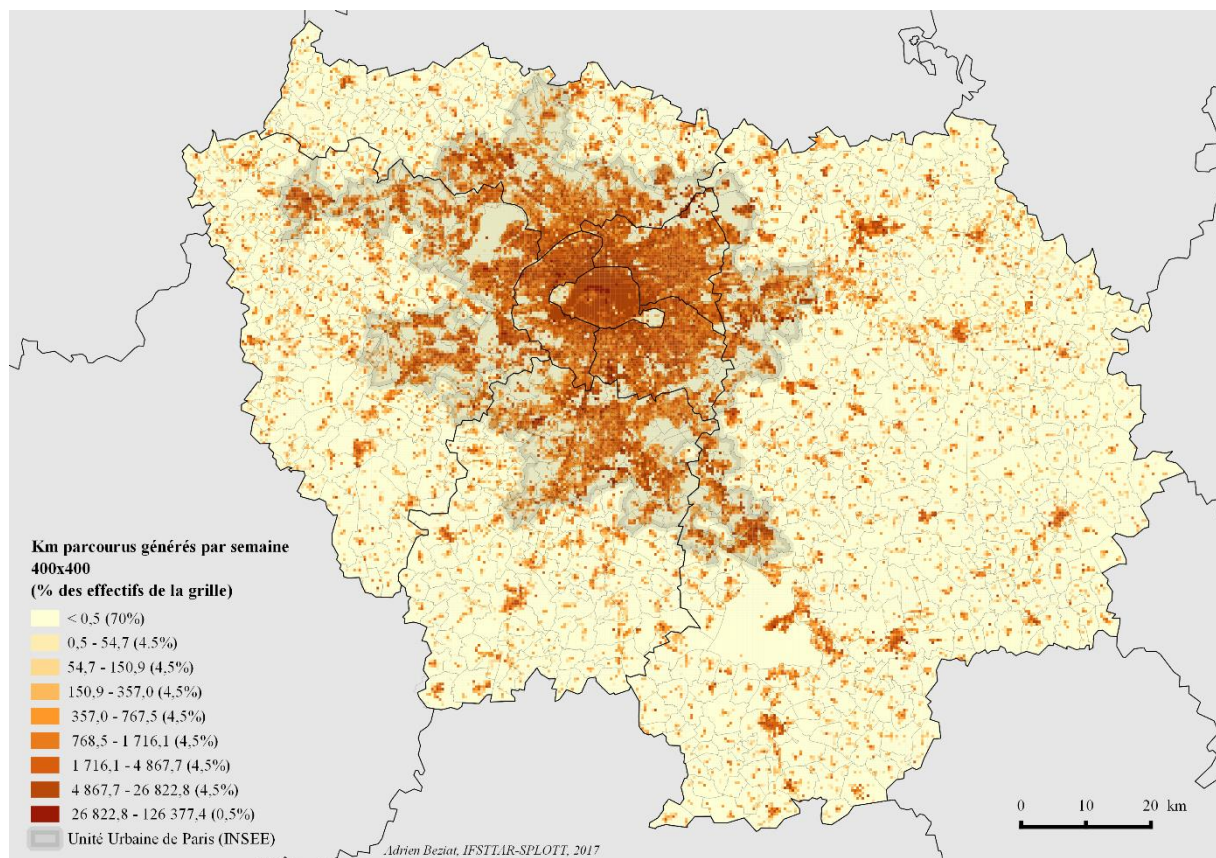 Km parcourus générés par semaine
400x400
(% des effectifs de la grille)
< 0,5 (70%)
0,5 - 54,7 (4.5%)
54,7 - 150,9 (4,5%)
150,9 - 357,0 (4,5%)
357,0 - 767,5 (4,5%)
768,5 - 1 716,1 (4,5%)
1 716,1 - 4 867,7 (4,5%)
4 867,7 - 26 822,8 (4,5%)
26 822,8 - 126 377,4 (0,5%)
Unité Urbaine de Paris (INSEE)
Adrien Beziat, IFSTTAR-SPLOTT, 2017
0 10 20 km